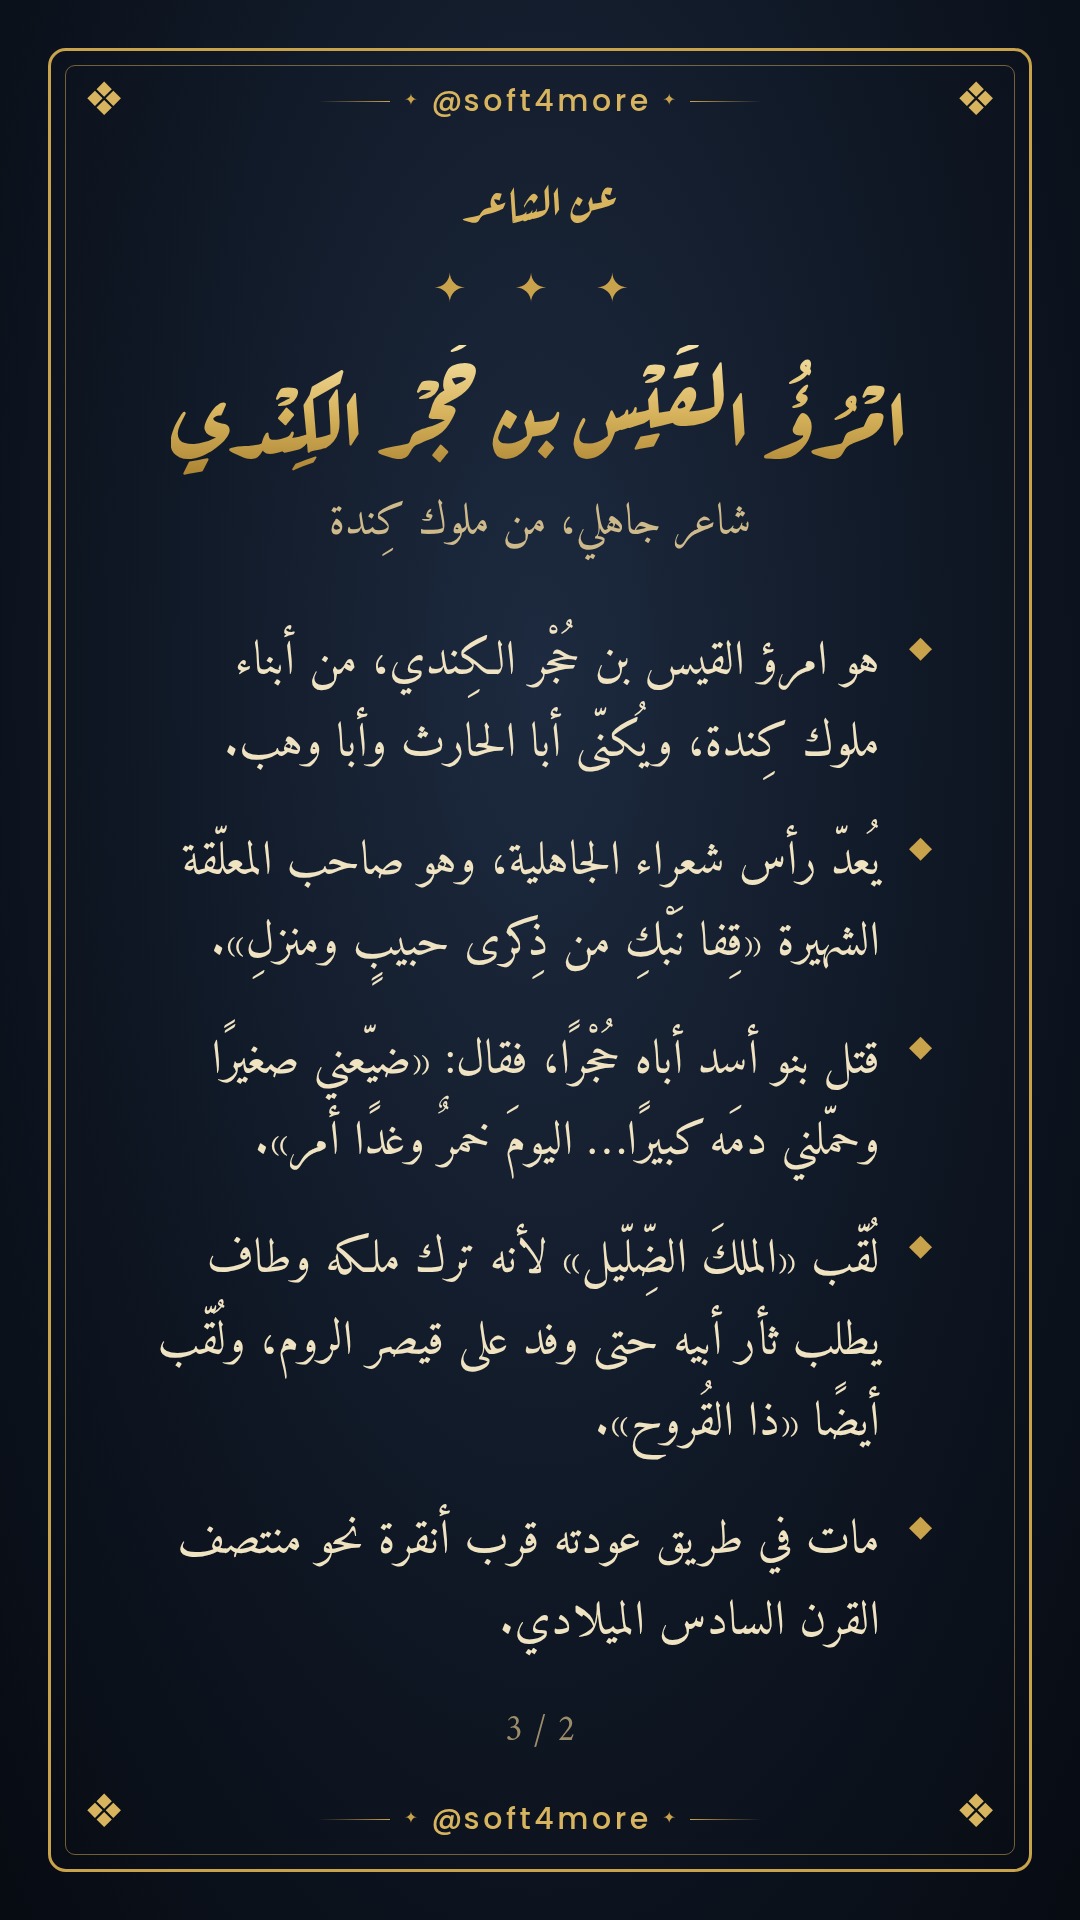 @soft4more
عن الشاعر
امْرُؤُ القَيْس بن حَجْر الكِنْدي
شاعر جاهلي، من ملوك كِندة
هو امرؤ القيس بن حُجْر الكِندي، من أبناء
ملوك كِندة، ويُكنّى أبا الحارث وأبا وهب.
يُعدّ رأس شعراء الجاهلية، وهو صاحب المعلّقة
الشهيرة «قِفا نَبْكِ من ذِكرى حبيبٍ ومنزلِ».
قتل بنو أسد أباه حُجْرًا، فقال: «ضيّعني صغيرًا
وحمّلني دمَه كبيرًا… اليومَ خمرٌ وغدًا أمر».
لُقّب «الملكَ الضِّلّيل» لأنه ترك ملكه وطاف
يطلب ثأر أبيه حتى وفد على قيصر الروم، ولُقّب
أيضًا «ذا القُروح».
مات في طريق عودته قرب أنقرة نحو منتصف
القرن السادس الميلادي.
3 / 2
@soft4more